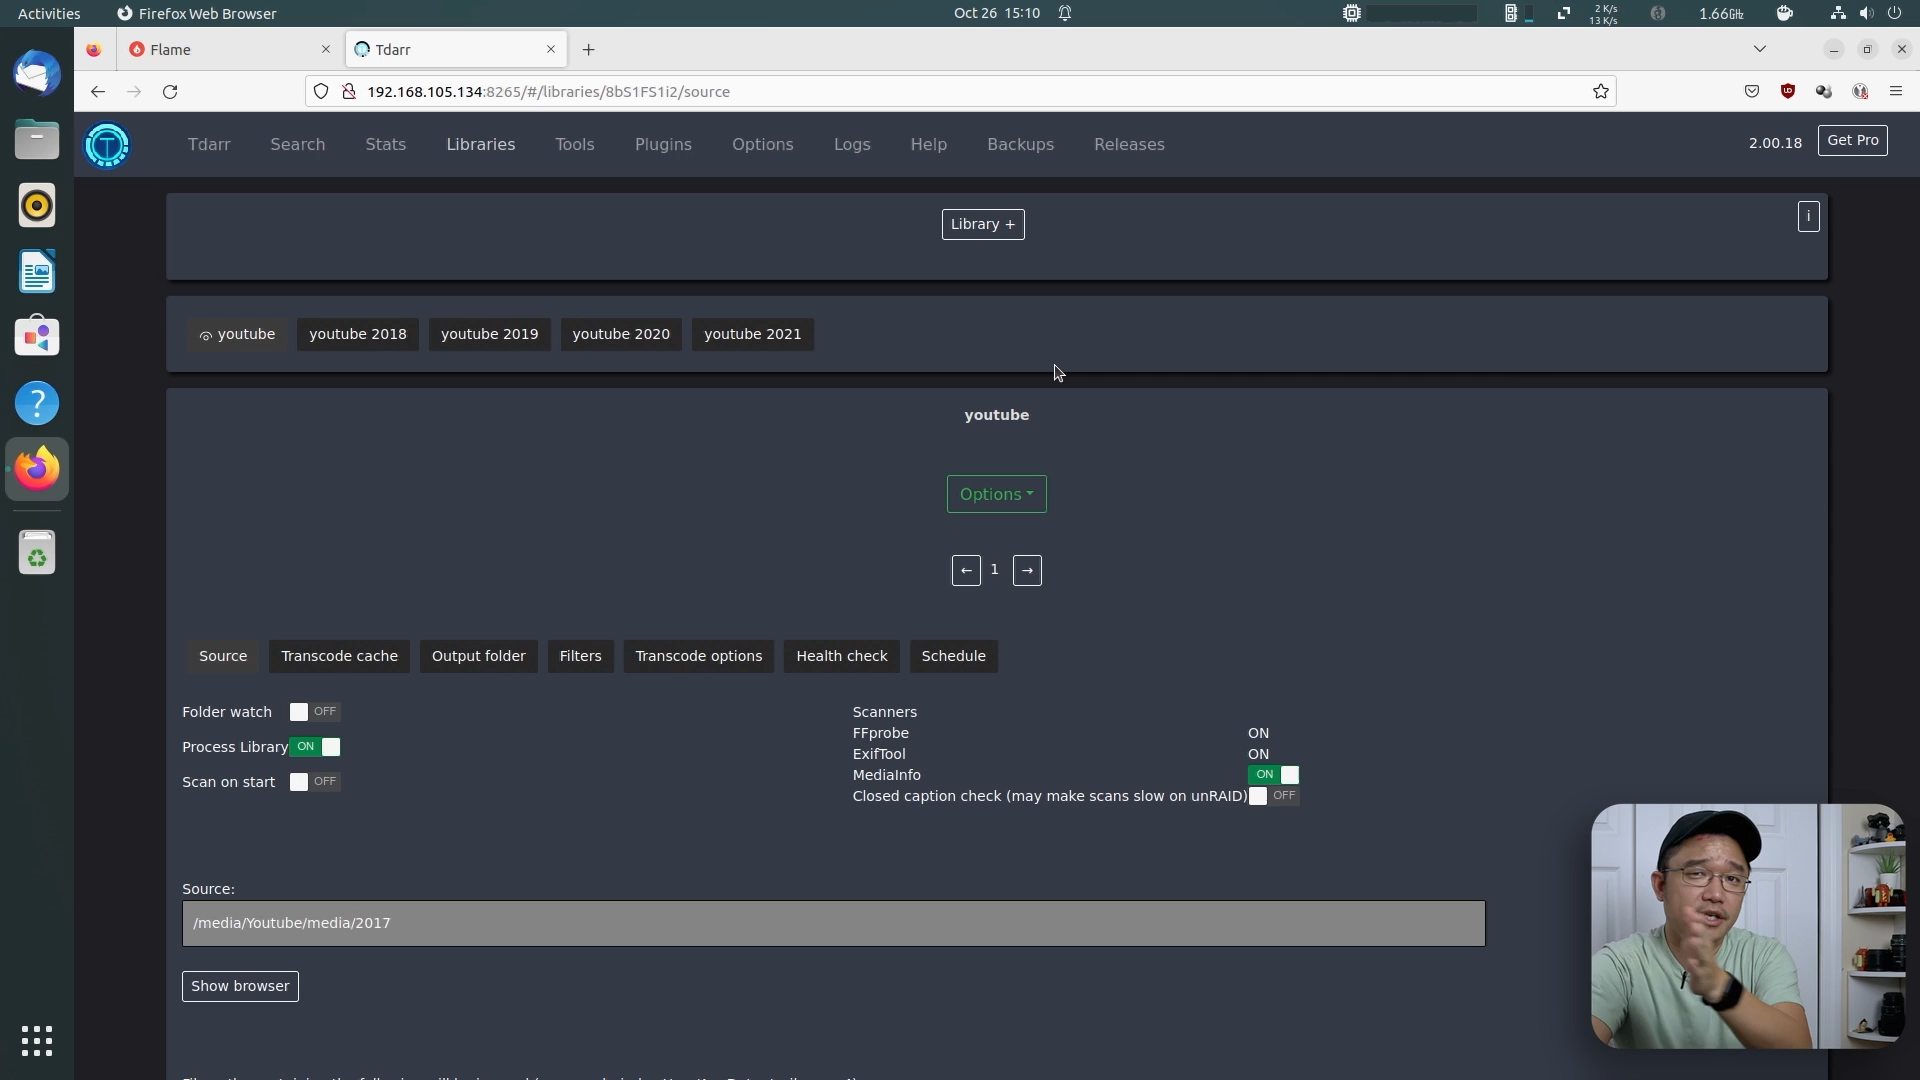 Activities Firefox Web Browser Oct 26 15:10 2 K/s 13 K/s 1.66GHz
Flame Tdarr
192.168.105.134:8265/#/libraries/8bS1FS1i2/source
Tdarr Search Stats Libraries Tools Plugins Options Logs Help Backups Releases 2.00.18 Get Pro
Library + i
youtube youtube 2018 youtube 2019 youtube 2020 youtube 2021
youtube
Options
← 1 →
Source Transcode cache Output folder Filters Transcode options Health check Schedule
Folder watch OFF
Process Library ON
Scan on start OFF
Scanners
FFprobe ON
ExifTool ON
MediaInfo ON
Closed caption check (may make scans slow on unRAID) OFF
Source:
/media/Youtube/media/2017
Show browser